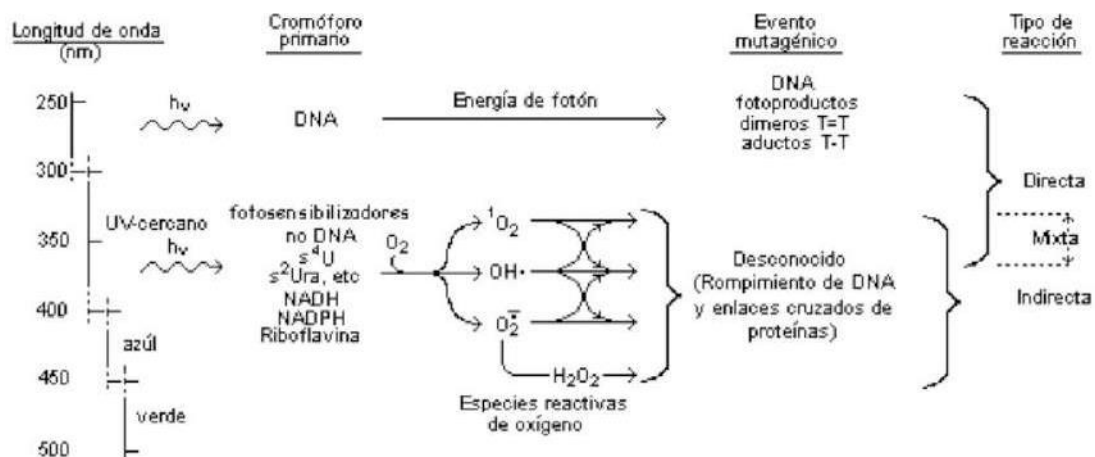 Longitud de onda
(nm)
Cromóforo
primario
Evento
mutagénico
Tipo de
reacción
250
300
350
400
450
500
hν
UV-cercano
hν
azúl
verde
DNA
Energía de fotón
DNA
fotoproductos
dimeros T=T
aductos T-T
fotosensibilizadores
no DNA
s⁴U
s²Ura, etc
NADH
NADPH
Riboflavina
O₂
¹O₂
OH·
O₂⨪
H₂O₂
Especies reactivas
de oxígeno
Desconocido
(Rompimiento de DNA
y enlaces cruzados de
proteínas)
Directa
Mixta
Indirecta